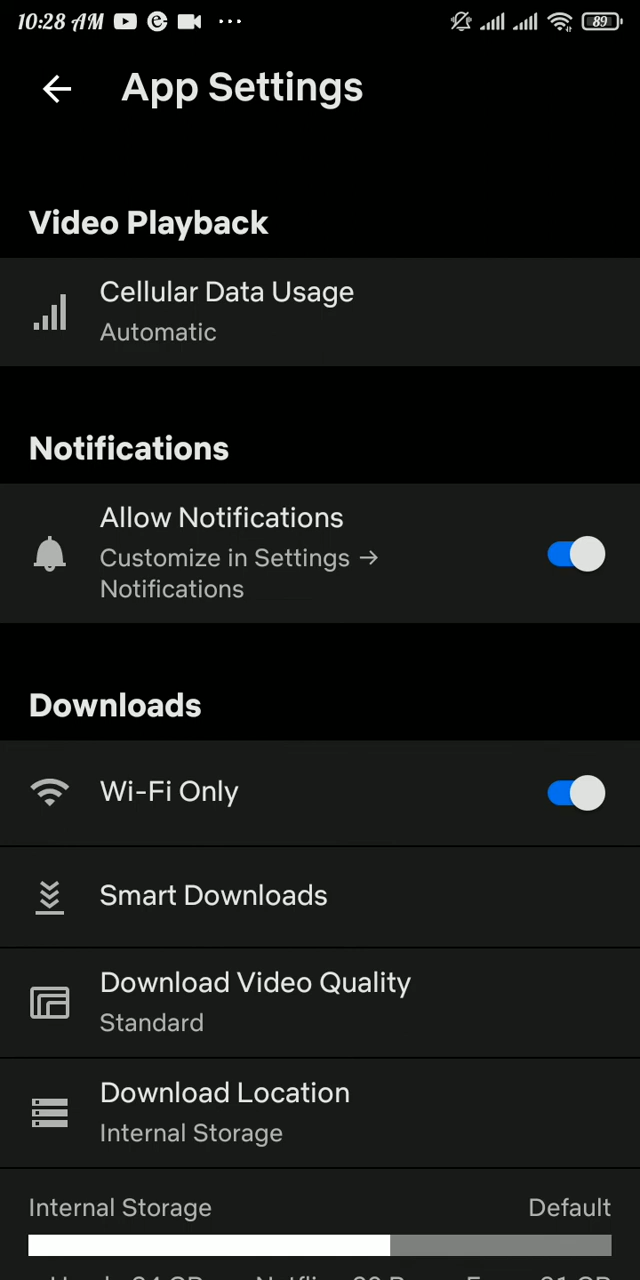 10:28 AM
89
App Settings
Video Playback
Cellular Data Usage
Automatic
Notifications
Allow Notifications
Customize in Settings →
Notifications
Downloads
Wi-Fi Only
Smart Downloads
Download Video Quality
Standard
Download Location
Internal Storage
Internal Storage Default